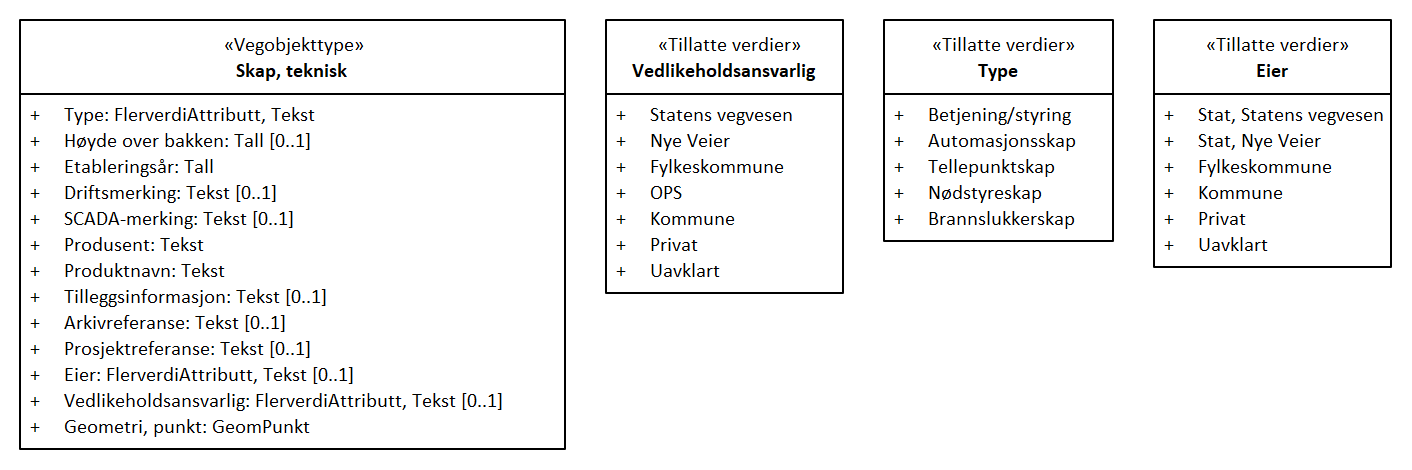 «Vegobjekttype»
Skap, teknisk
+ Type: FlerverdiAttributt, Tekst
+ Høyde over bakken: Tall [0..1]
+ Etableringsår: Tall
+ Driftsmerking: Tekst [0..1]
+ SCADA-merking: Tekst [0..1]
+ Produsent: Tekst
+ Produktnavn: Tekst
+ Tilleggsinformasjon: Tekst [0..1]
+ Arkivreferanse: Tekst [0..1]
+ Prosjektreferanse: Tekst [0..1]
+ Eier: FlerverdiAttributt, Tekst [0..1]
+ Vedlikeholdsansvarlig: FlerverdiAttributt, Tekst [0..1]
+ Geometri, punkt: GeomPunkt
«Tillatte verdier»
Vedlikeholdsansvarlig
+ Statens vegvesen
+ Nye Veier
+ Fylkeskommune
+ OPS
+ Kommune
+ Privat
+ Uavklart
«Tillatte verdier»
Type
+ Betjening/styring
+ Automasjonsskap
+ Tellepunktskap
+ Nødstyreskap
+ Brannslukkerskap
«Tillatte verdier»
Eier
+ Stat, Statens vegvesen
+ Stat, Nye Veier
+ Fylkeskommune
+ Kommune
+ Privat
+ Uavklart